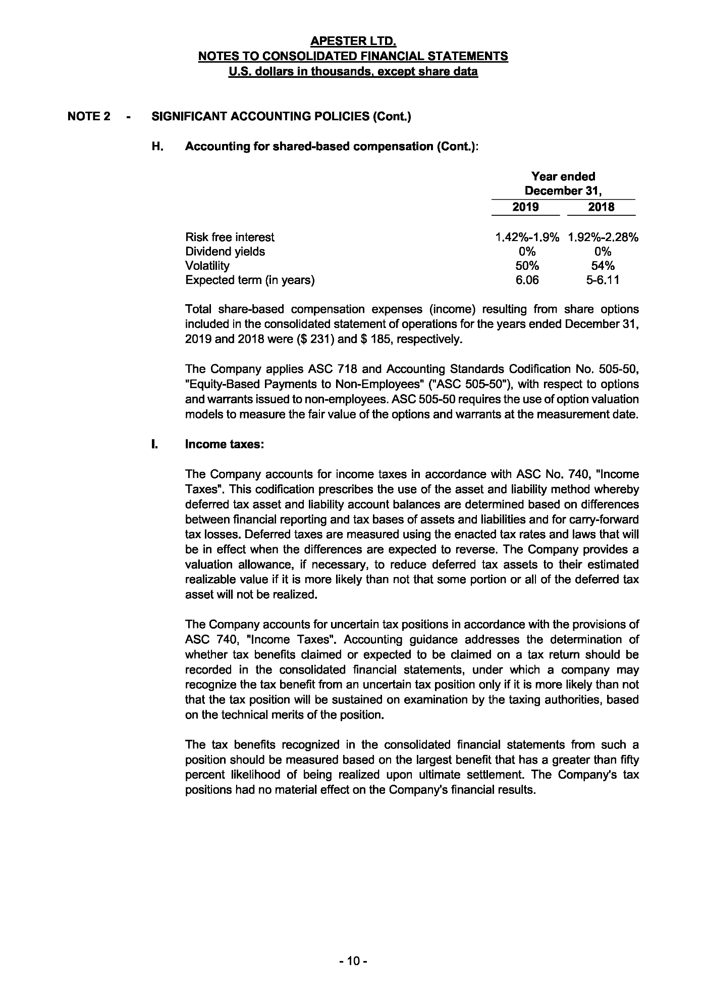 APESTER LTD.
NOTES TO CONSOLIDATED FINANCIAL STATEMENTS
U.S. dollars in thousands, except share data
NOTE 2 - SIGNIFICANT ACCOUNTING POLICIES (Cont.)
H. Accounting for shared-based compensation (Cont.):
Year ended
December 31,
2019 2018
Risk free interest 1.42%-1.9% 1.92%-2.28%
Dividend yields 0% 0%
Volatility 50% 54%
Expected term (in years) 6.06 5-6.11
Total share-based compensation expenses (income) resulting from share options
included in the consolidated statement of operations for the years ended December 31,
2019 and 2018 were ($ 231) and $ 185, respectively.
The Company applies ASC 718 and Accounting Standards Codification No. 505-50,
"Equity-Based Payments to Non-Employees" ("ASC 505-50"), with respect to options
and warrants issued to non-employees. ASC 505-50 requires the use of option valuation
models to measure the fair value of the options and warrants at the measurement date.
I. Income taxes:
The Company accounts for income taxes in accordance with ASC No. 740, "Income
Taxes". This codification prescribes the use of the asset and liability method whereby
deferred tax asset and liability account balances are determined based on differences
between financial reporting and tax bases of assets and liabilities and for carry-forward
tax losses. Deferred taxes are measured using the enacted tax rates and laws that will
be in effect when the differences are expected to reverse. The Company provides a
valuation allowance, if necessary, to reduce deferred tax assets to their estimated
realizable value if it is more likely than not that some portion or all of the deferred tax
asset will not be realized.
The Company accounts for uncertain tax positions in accordance with the provisions of
ASC 740, "Income Taxes". Accounting guidance addresses the determination of
whether tax benefits claimed or expected to be claimed on a tax return should be
recorded in the consolidated financial statements, under which a company may
recognize the tax benefit from an uncertain tax position only if it is more likely than not
that the tax position will be sustained on examination by the taxing authorities, based
on the technical merits of the position.
The tax benefits recognized in the consolidated financial statements from such a
position should be measured based on the largest benefit that has a greater than fifty
percent likelihood of being realized upon ultimate settlement. The Company's tax
positions had no material effect on the Company's financial results.
- 10 -